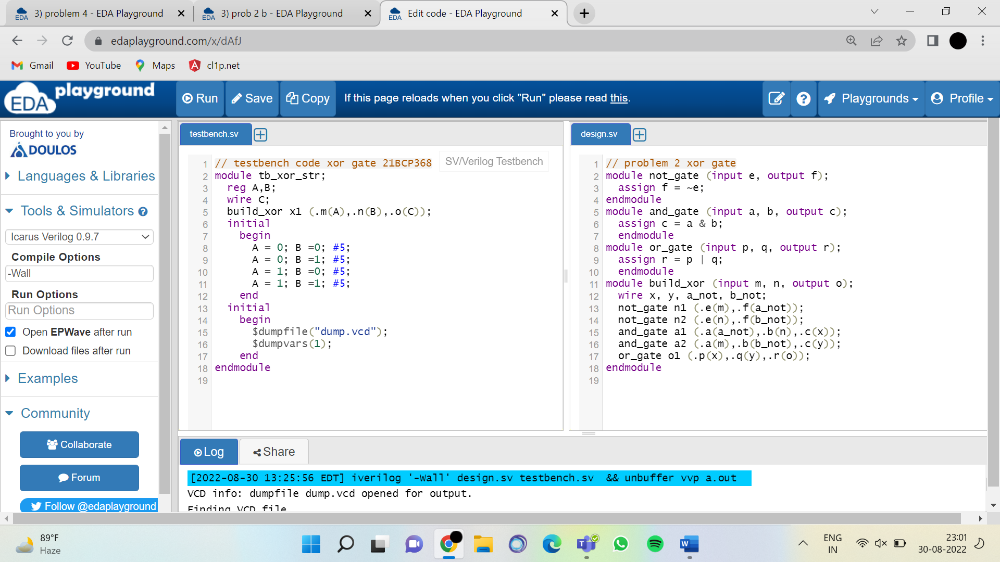 3) problem 4 - EDA Playground
3) prob 2 b - EDA Playground
Edit code - EDA Playground
edaplayground.com/x/dAfJ
Gmail
YouTube
Maps
cl1p.net
EDA playground
Run
Save
Copy
If this page reloads when you click "Run" please read this.
Playgrounds
Profile
Brought to you by
DOULOS
Languages & Libraries
Tools & Simulators
Icarus Verilog 0.9.7
Compile Options
-Wall
Run Options
Run Options
Open EPWave after run
Download files after run
Examples
Community
Collaborate
Forum
Follow @edaplayground
testbench.sv
SV/Verilog Testbench
1 // testbench code xor gate 21BCP368
2 module tb_xor_str;
3 reg A,B;
4 wire C;
5 build_xor x1 (.m(A),.n(B),.o(C));
6 initial
7 begin
8 A = 0; B =0; #5;
9 A = 0; B =1; #5;
10 A = 1; B =0; #5;
11 A = 1; B =1; #5;
12 end
13 initial
14 begin
15 $dumpfile("dump.vcd");
16 $dumpvars(1);
17 end
18 endmodule
19
design.sv
1 // problem 2 xor gate
2 module not_gate (input e, output f);
3 assign f = ~e;
4 endmodule
5 module and_gate (input a, b, output c);
6 assign c = a & b;
7 endmodule
8 module or_gate (input p, q, output r);
9 assign r = p | q;
10 endmodule
11 module build_xor (input m, n, output o);
12 wire x, y, a_not, b_not;
13 not_gate n1 (.e(m),.f(a_not));
14 not_gate n2 (.e(n),.f(b_not));
15 and_gate a1 (.a(a_not),.b(n),.c(x));
16 and_gate a2 (.a(m),.b(b_not),.c(y));
17 or_gate o1 (.p(x),.q(y),.r(o));
18 endmodule
19
Log
Share
[2022-08-30 13:25:56 EDT] iverilog '-Wall' design.sv testbench.sv && unbuffer vvp a.out
VCD info: dumpfile dump.vcd opened for output.
Finding VCD file
89°F
Haze
ENG
IN
23:01
30-08-2022